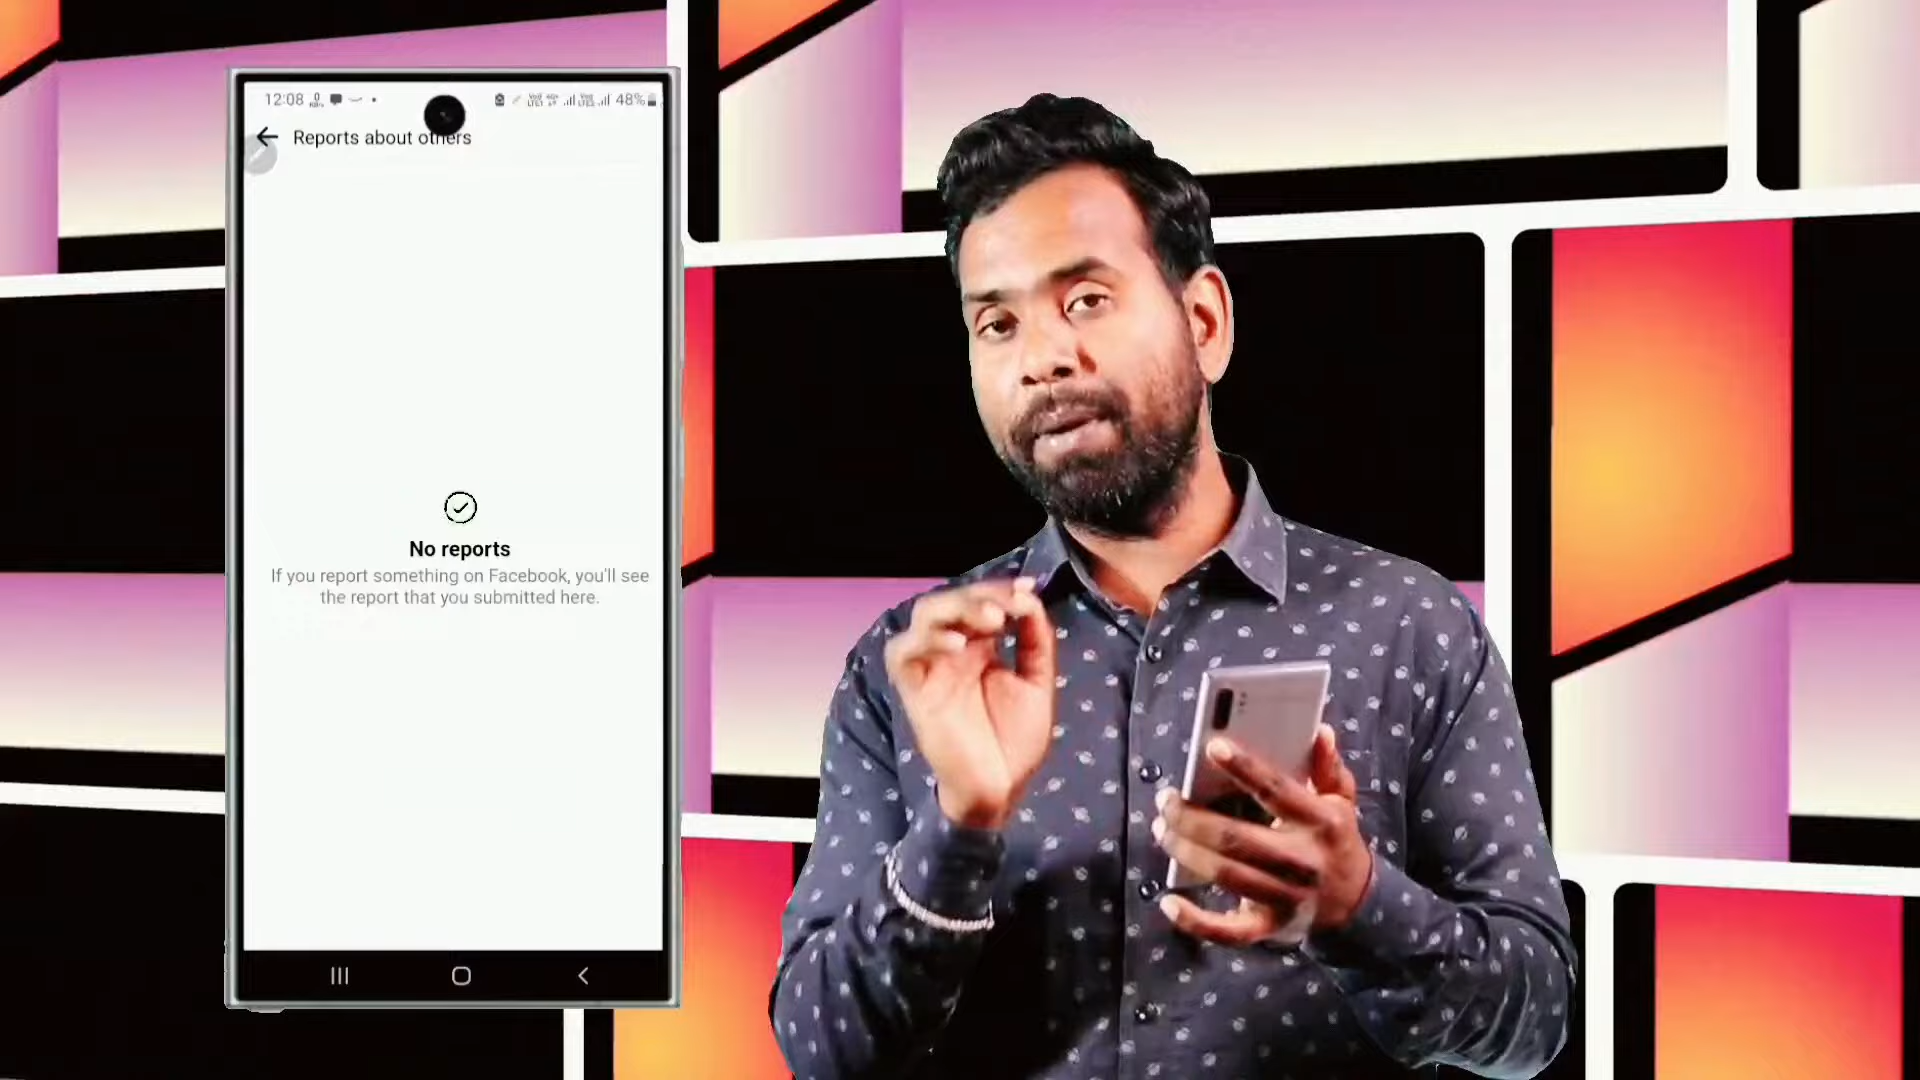 12:08
48%
Reports about others
No reports
If you report something on Facebook, you'll see
the report that you submitted here.